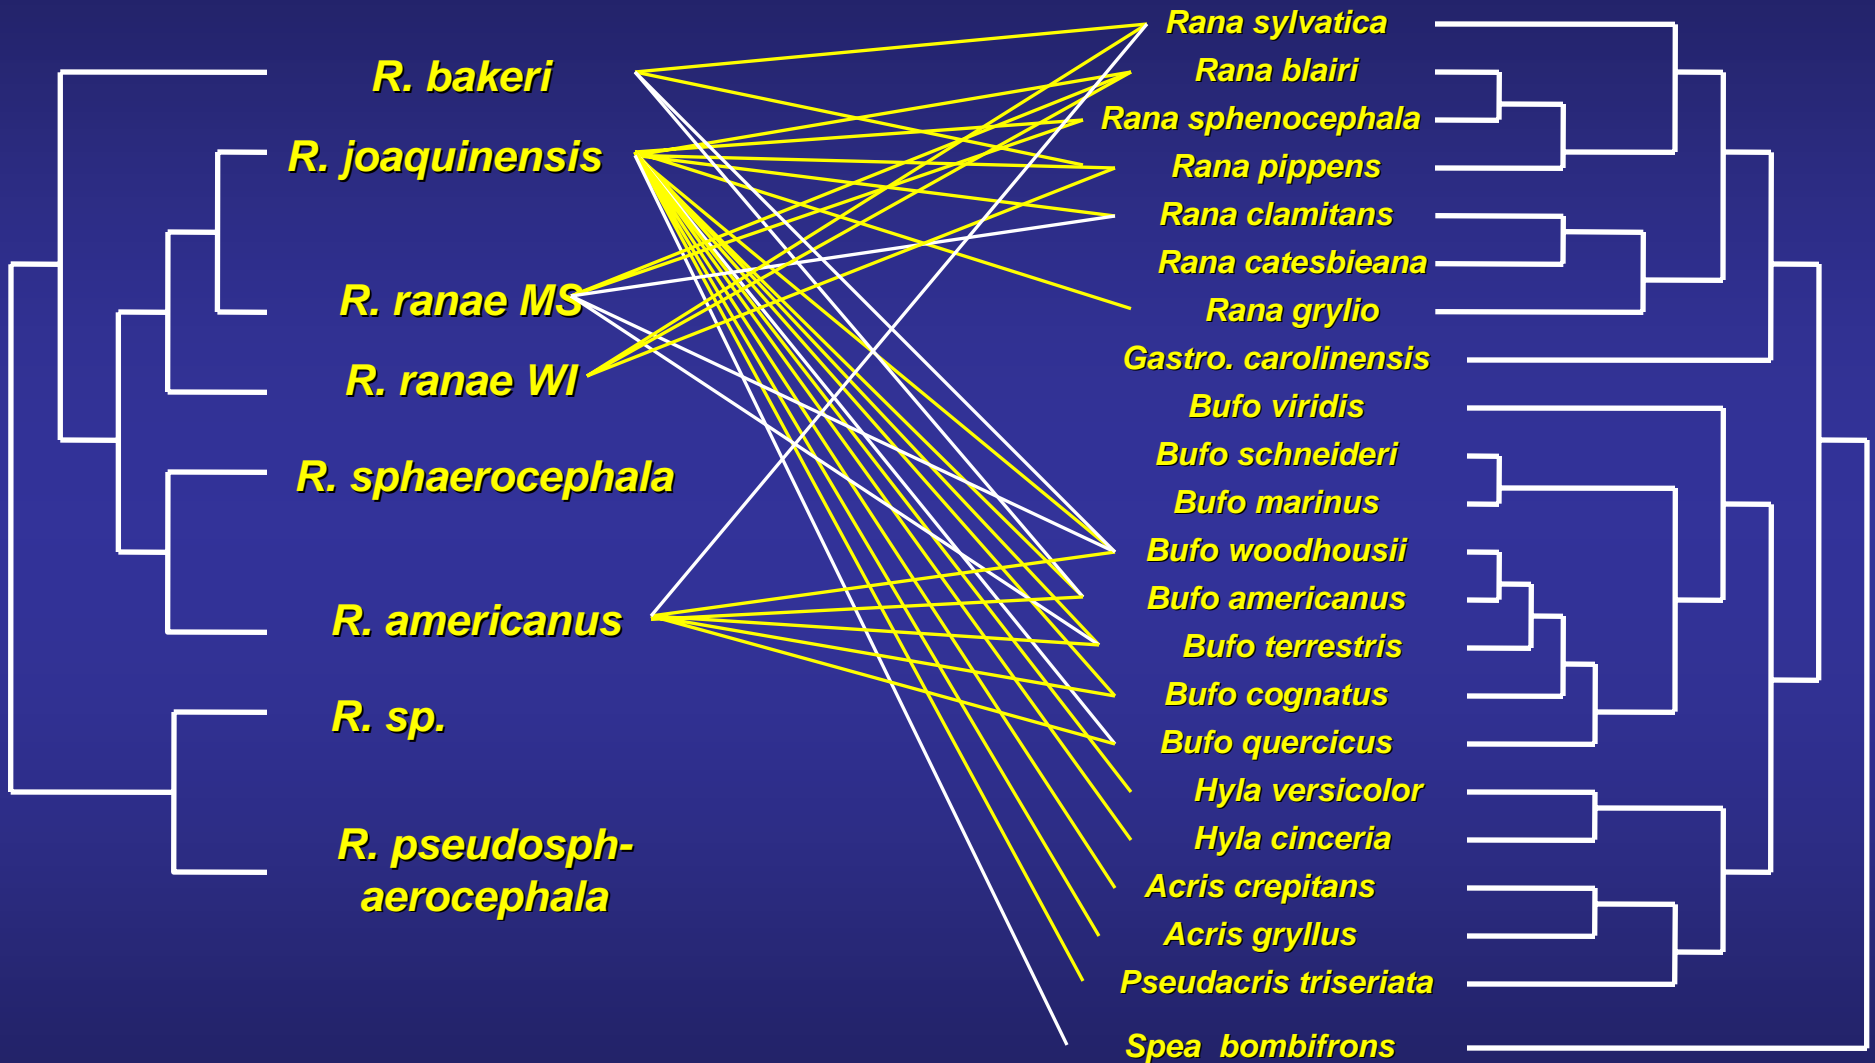 R. bakeri
R. joaquinensis
R. ranae MS
R. ranae WI
R. sphaerocephala
R. americanus
R. sp.
R. pseudosph-
aerocephala
Rana sylvatica
Rana blairi
Rana sphenocephala
Rana pippens
Rana clamitans
Rana catesbieana
Rana grylio
Gastro. carolinensis
Bufo viridis
Bufo schneideri
Bufo marinus
Bufo woodhousii
Bufo americanus
Bufo terrestris
Bufo cognatus
Bufo quercicus
Hyla versicolor
Hyla cinceria
Acris crepitans
Acris gryllus
Pseudacris triseriata
Spea bombifrons